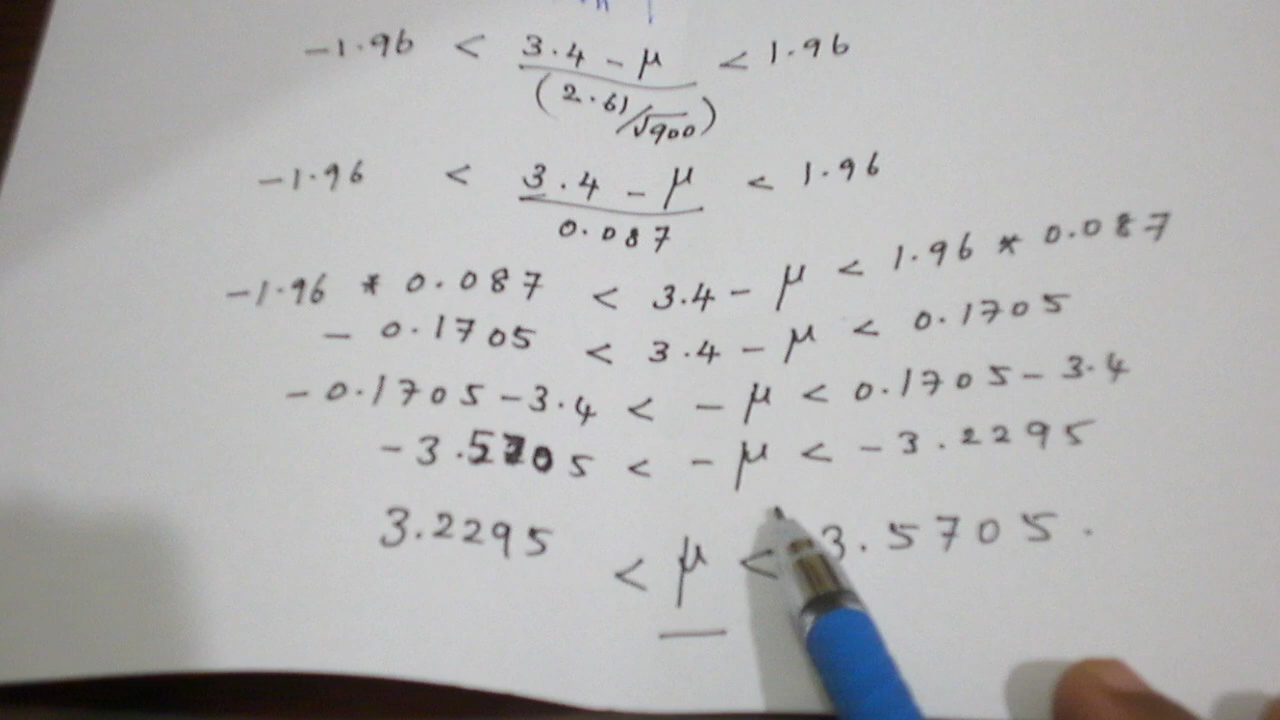 -1.96 < 3.4 - μ < 1.96
(2.61/√900)
-1.96 < 3.4 - μ < 1.96
0.087
-1.96 * 0.087 < 3.4 - μ < 1.96 * 0.087
- 0.1705 < 3.4 - μ < 0.1705
- 0.1705 - 3.4 < - μ < 0.1705 - 3.4
- 3.5705 < - μ < - 3.2295
3.2295 < μ < 3.5705.